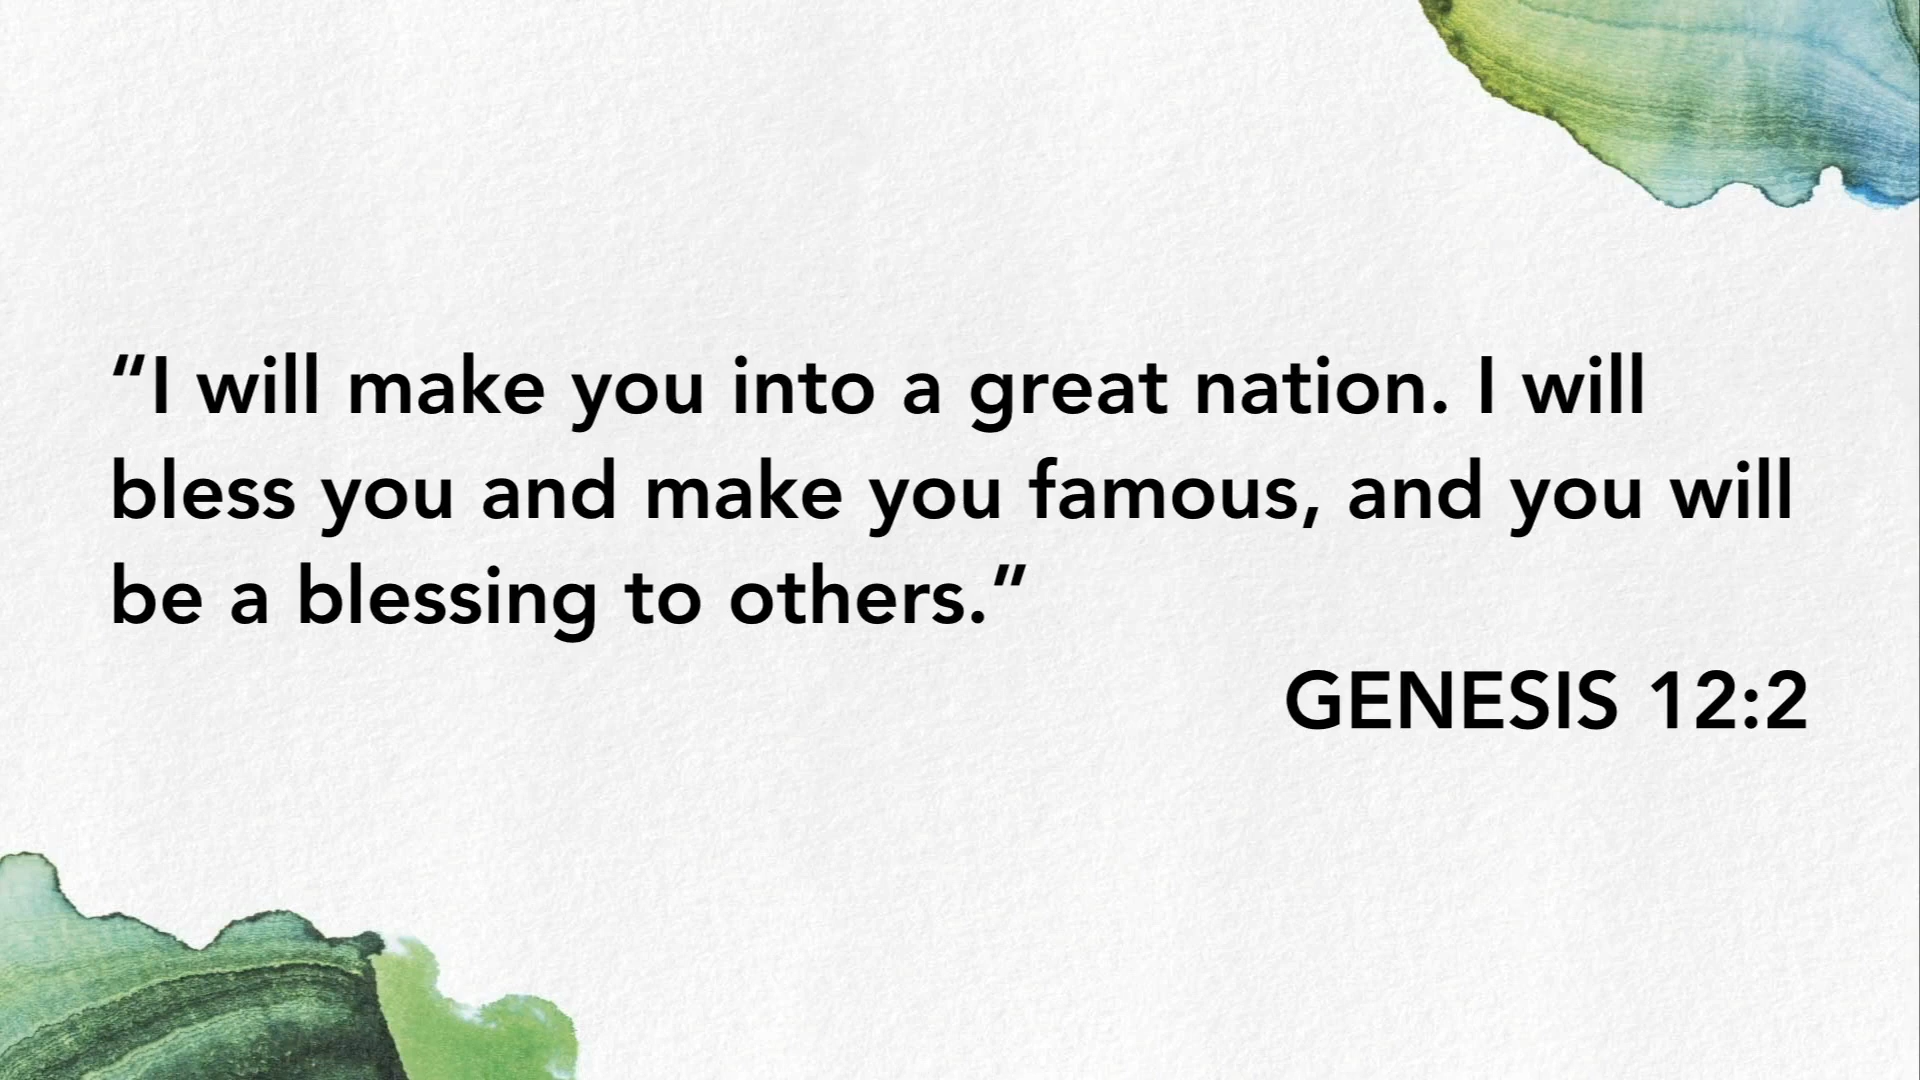 “I will make you into a great nation. I will
bless you and make you famous, and you will
be a blessing to others.”
GENESIS 12:2